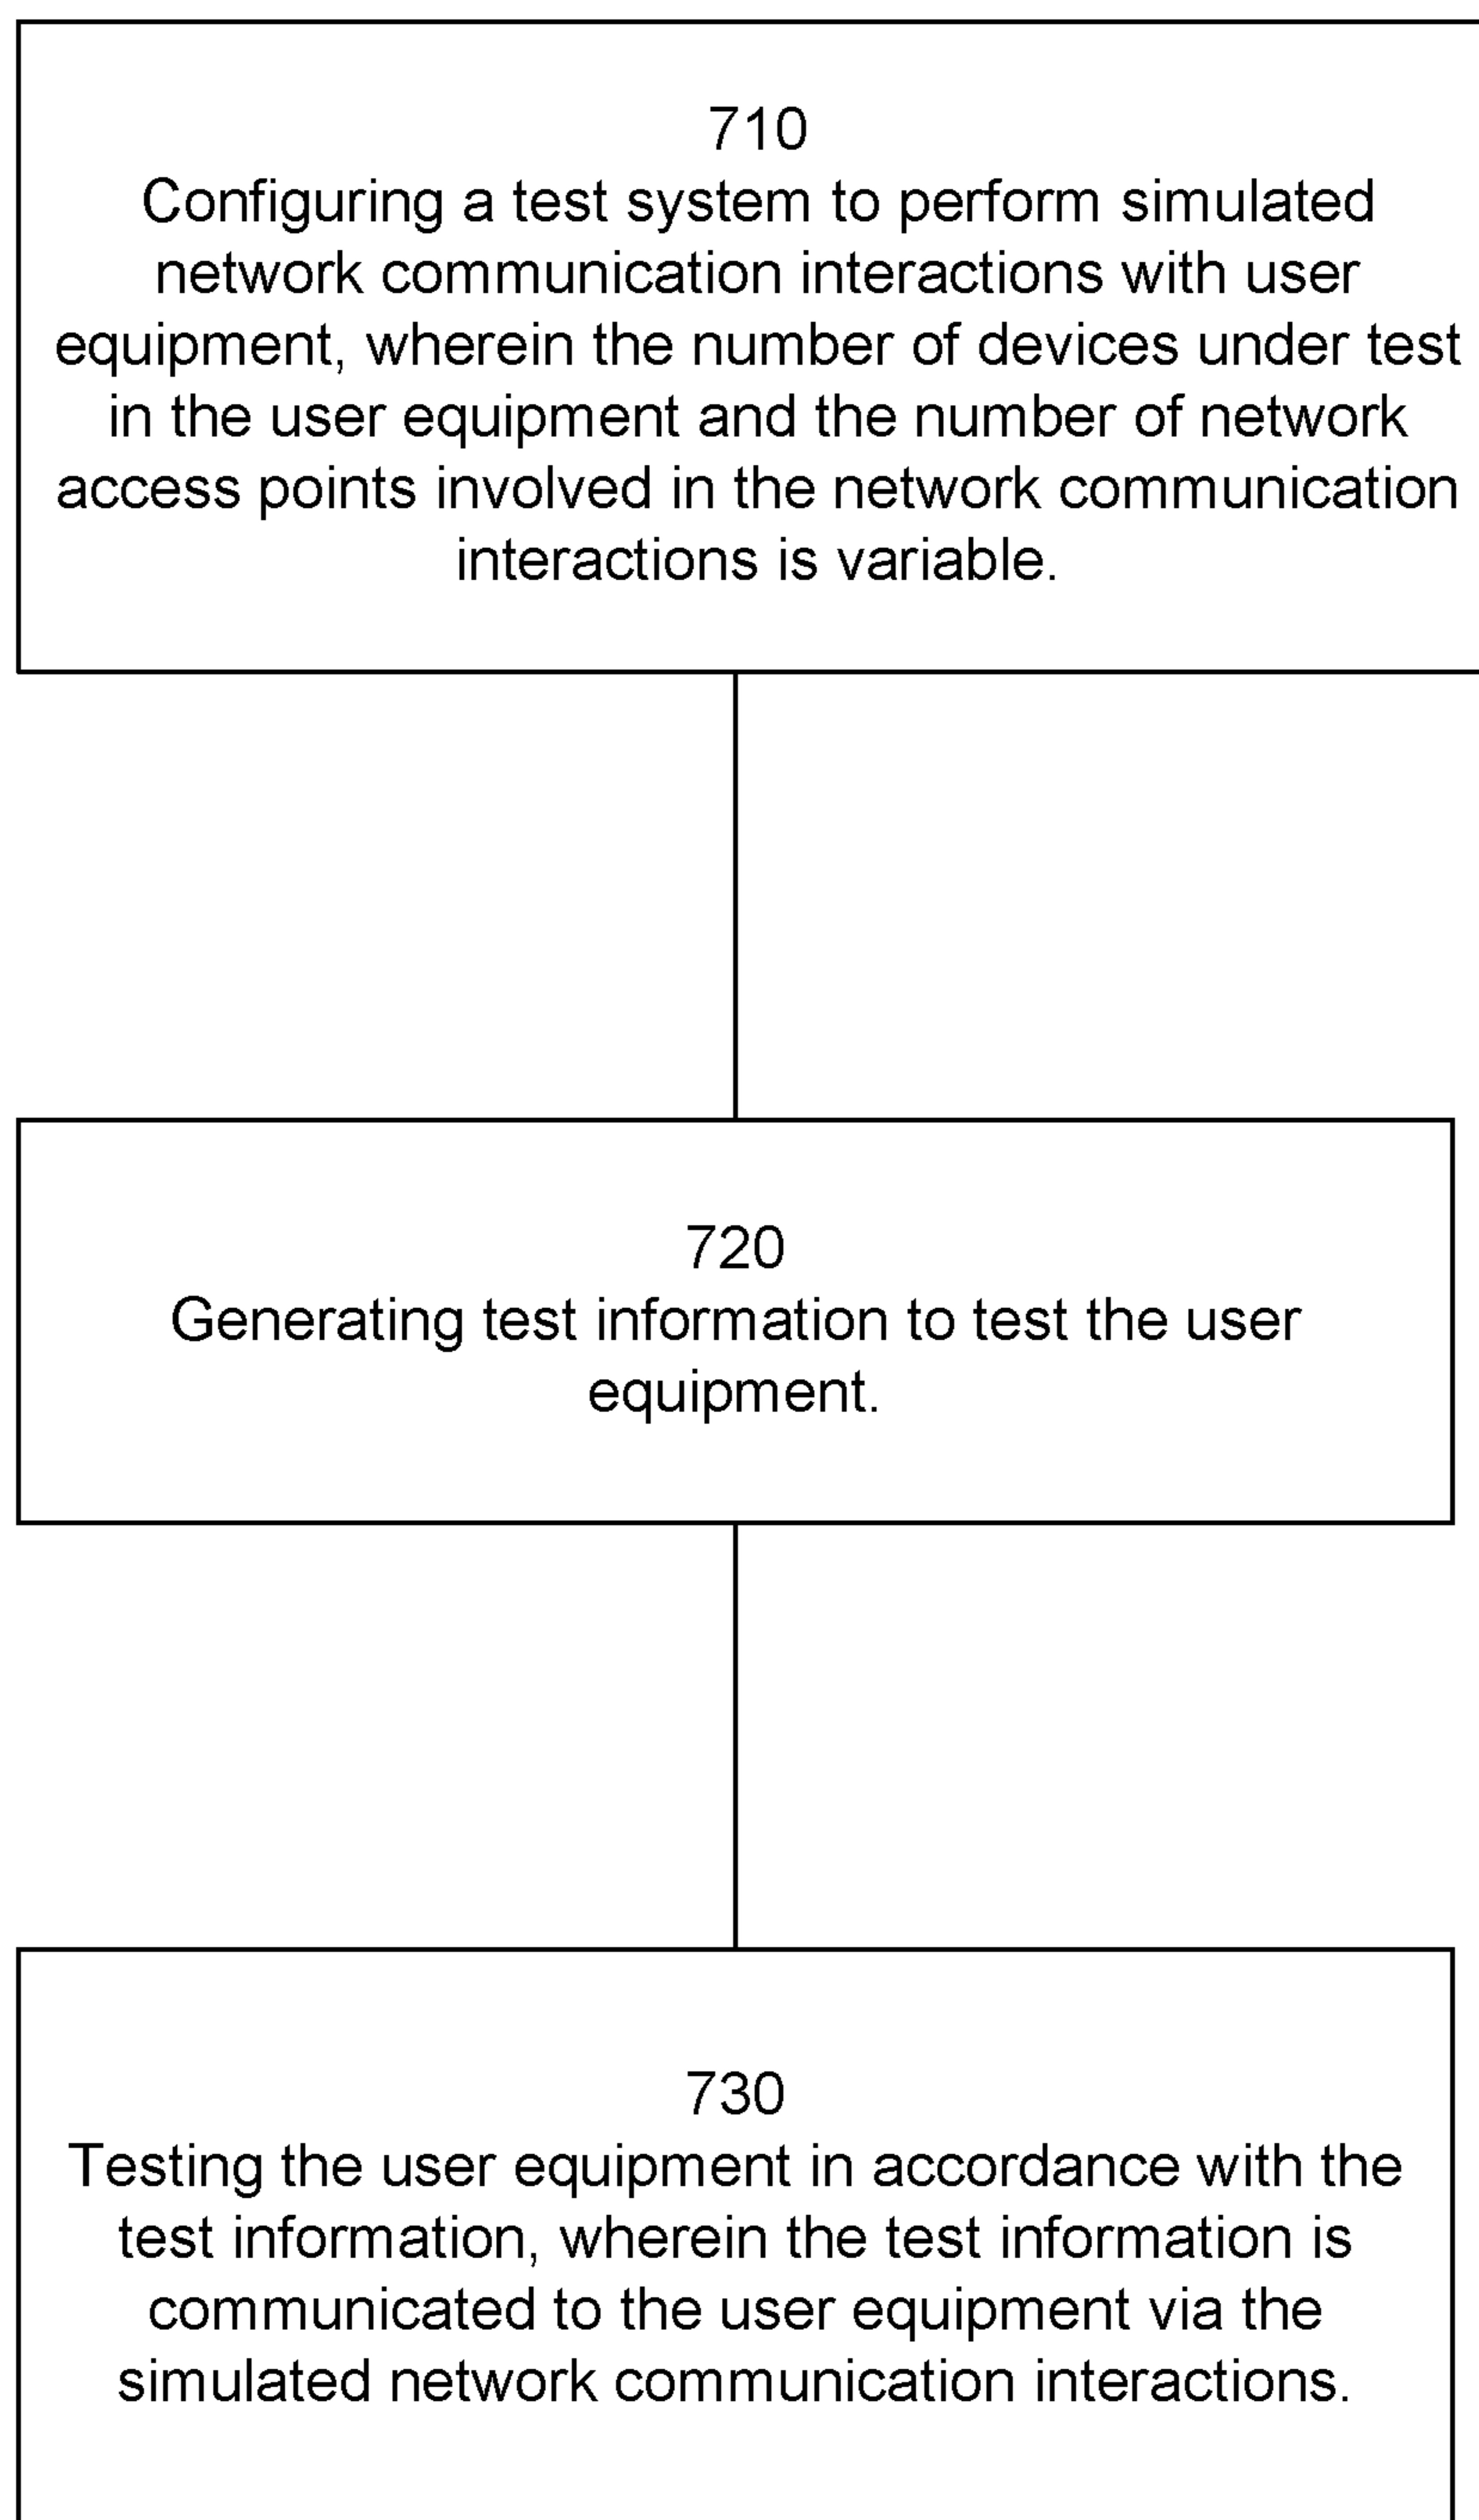 710
Configuring a test system to perform simulated
network communication interactions with user
equipment, wherein the number of devices under test
in the user equipment and the number of network
access points involved in the network communication
interactions is variable.
720
Generating test information to test the user
equipment.
730
Testing the user equipment in accordance with the
test information, wherein the test information is
communicated to the user equipment via the
simulated network communication interactions.